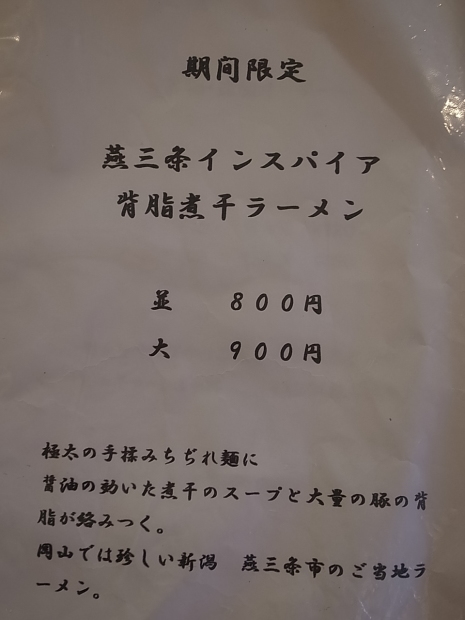 期間限定
燕三条インスパイア
背脂煮干ラーメン
並 800円
大 900円
極太の手揉みちぢれ麺に
醤油の効いた煮干のスープと大量の豚の背
脂が絡みつく。
岡山では珍しい新潟 燕三条市のご当地ラ
ーメン。